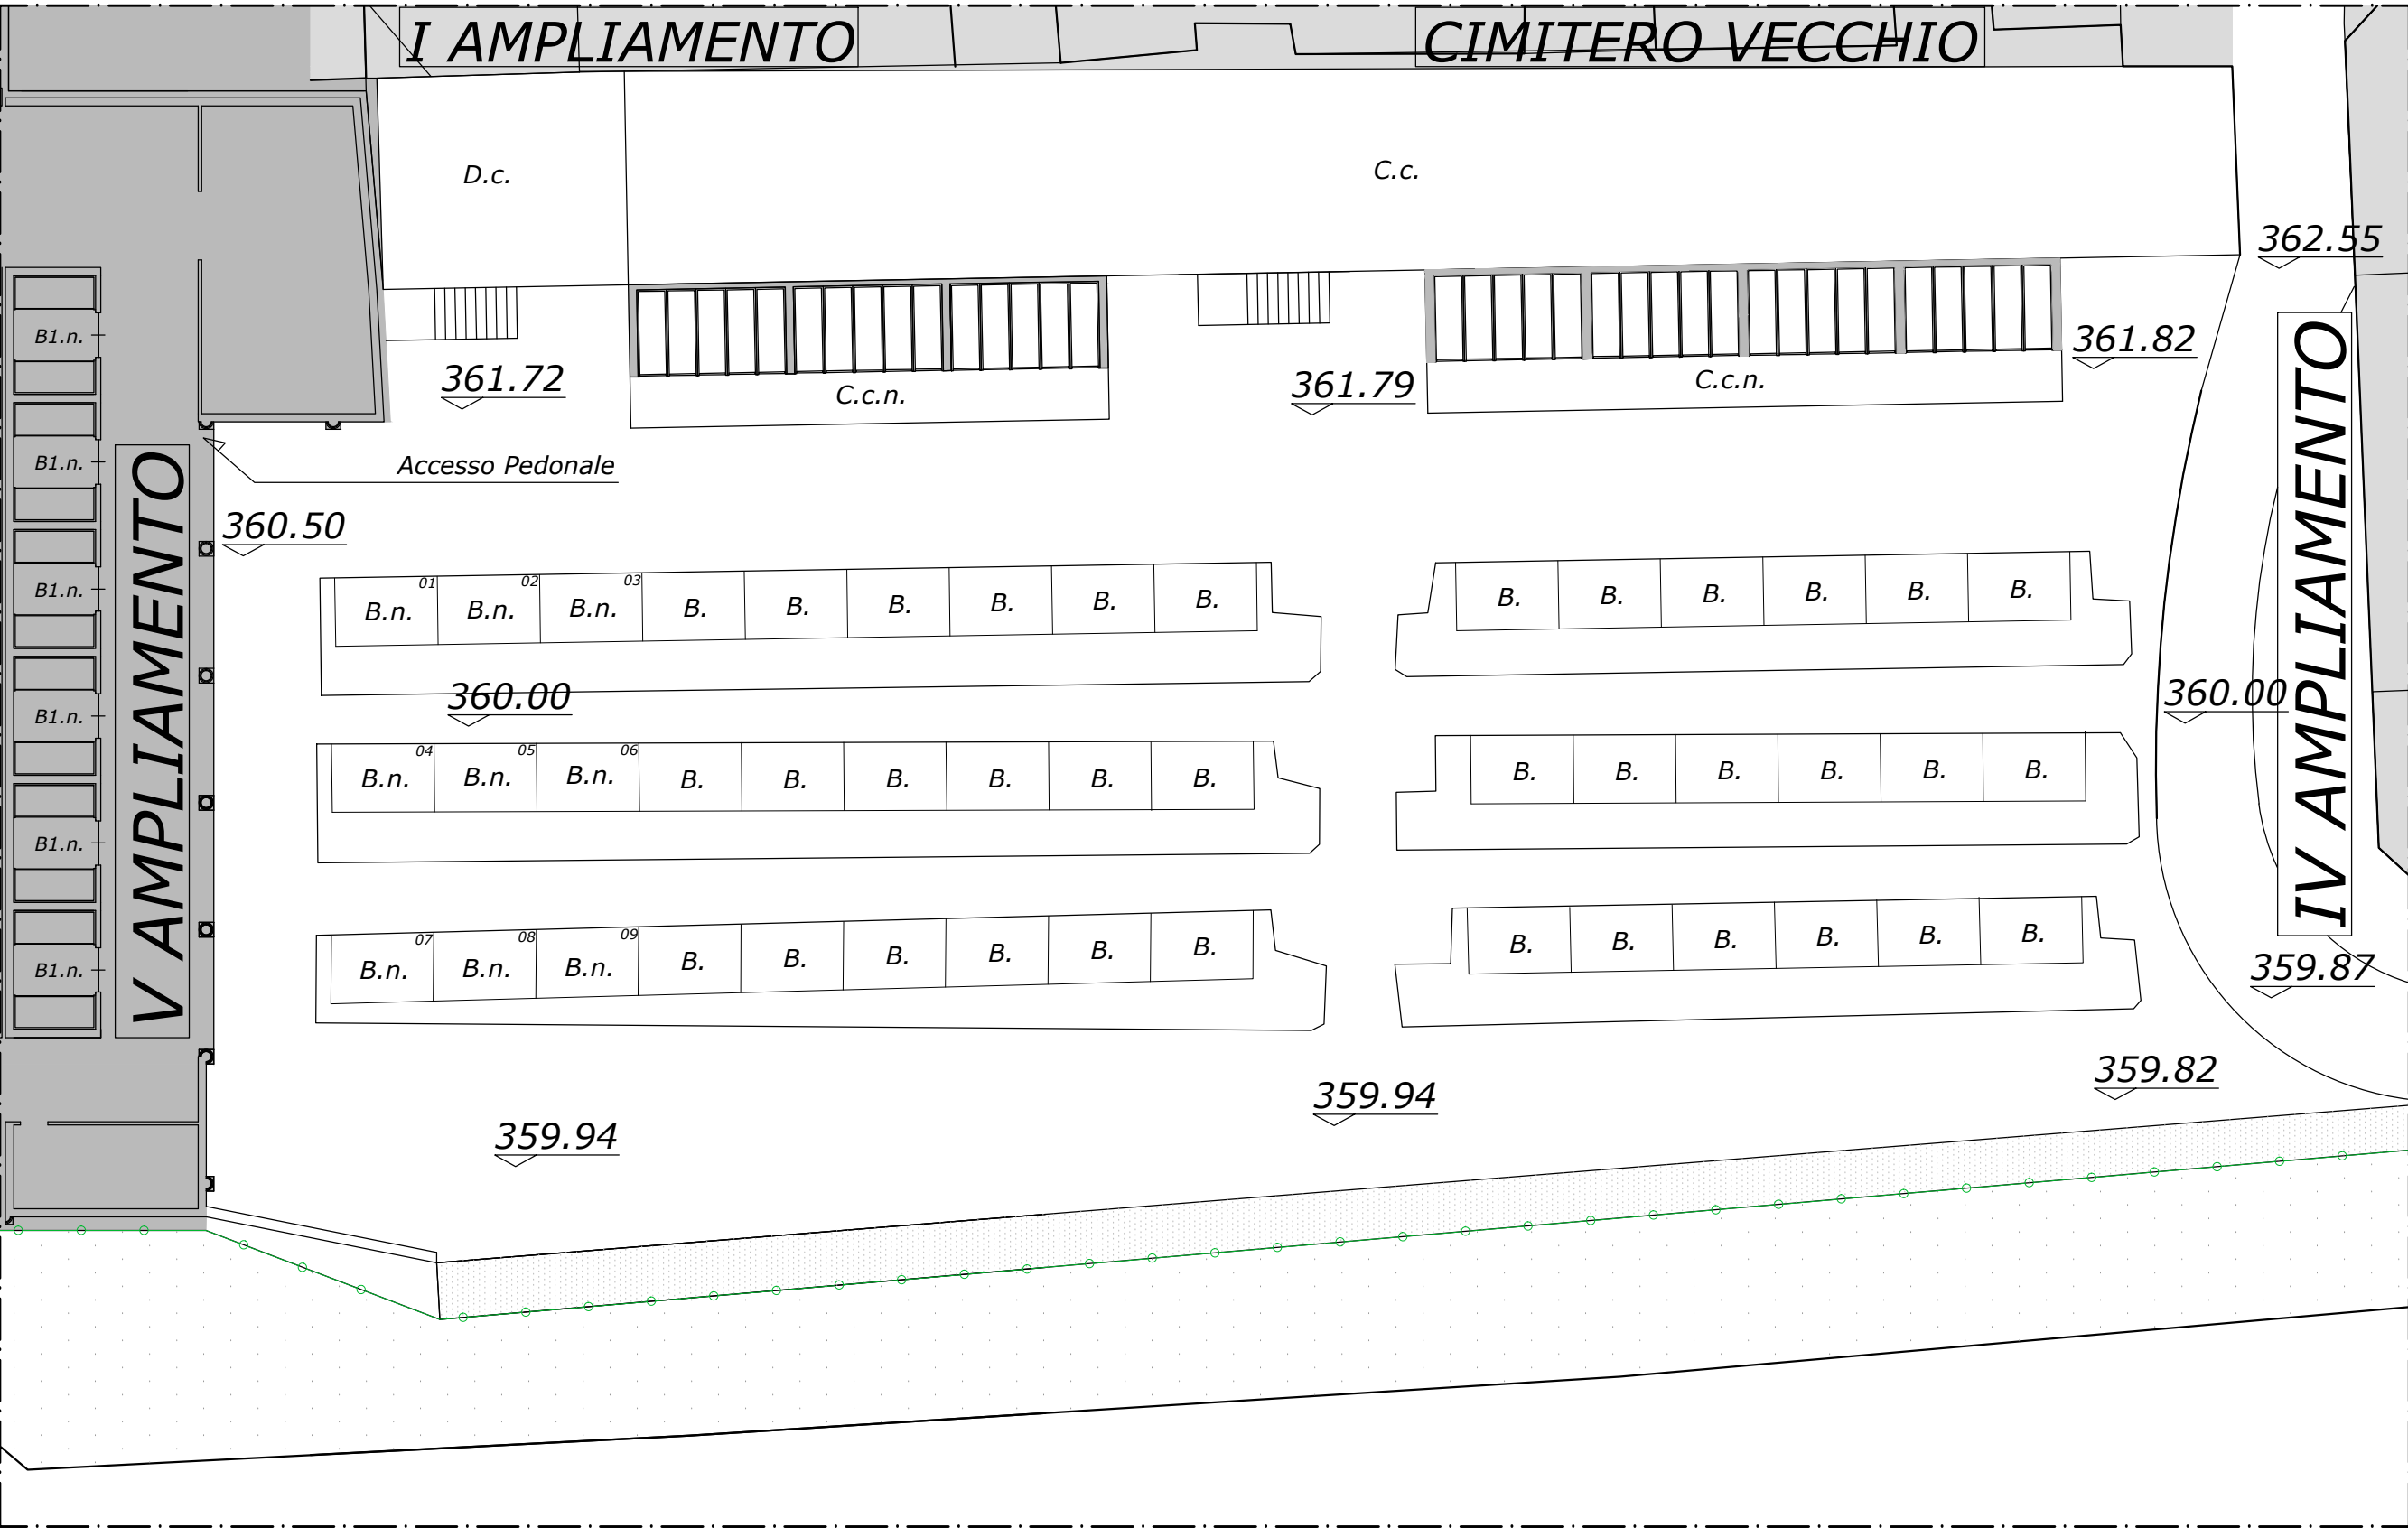 I AMPLIAMENTO
CIMITERO VECCHIO
D.c.
C.c.
362.55
B1.n.
361.72
C.c.n.
361.79
C.c.n.
361.82
B1.n.
Accesso Pedonale
V AMPLIAMENTO
IV AMPLIAMENTO
360.50
B1.n.
01 02 03
B.n. B.n. B.n. B. B. B. B. B. B.
B. B. B. B. B. B.
360.00
360.00
B1.n.
04 05 06
B.n. B.n. B.n. B. B. B. B. B. B.
B. B. B. B. B. B.
B1.n.
07 08 09
B.n. B.n. B.n. B. B. B. B. B. B.
B. B. B. B. B. B.
B1.n.
359.87
359.82
359.94
359.94